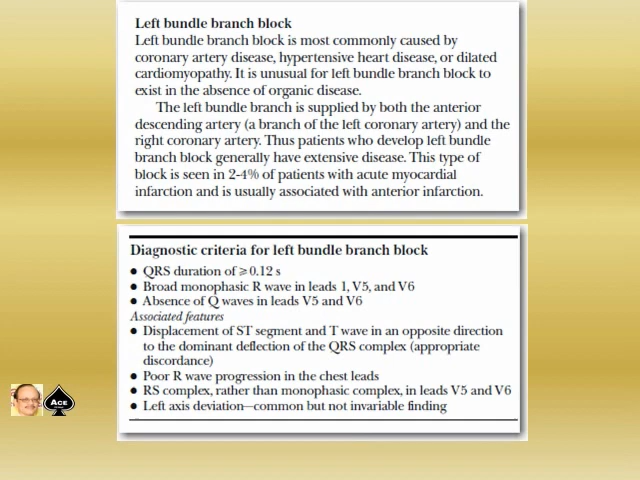 Left bundle branch block
Left bundle branch block is most commonly caused by
coronary artery disease, hypertensive heart disease, or dilated
cardiomyopathy. It is unusual for left bundle branch block to
exist in the absence of organic disease.
The left bundle branch is supplied by both the anterior
descending artery (a branch of the left coronary artery) and the
right coronary artery. Thus patients who develop left bundle
branch block generally have extensive disease. This type of
block is seen in 2-4% of patients with acute myocardial
infarction and is usually associated with anterior infarction.
Diagnostic criteria for left bundle branch block
● QRS duration of ⩾0.12 s
● Broad monophasic R wave in leads 1, V5, and V6
● Absence of Q waves in leads V5 and V6
Associated features
● Displacement of ST segment and T wave in an opposite direction
to the dominant deflection of the QRS complex (appropriate
discordance)
● Poor R wave progression in the chest leads
● RS complex, rather than monophasic complex, in leads V5 and V6
● Left axis deviation—common but not invariable finding
ACE